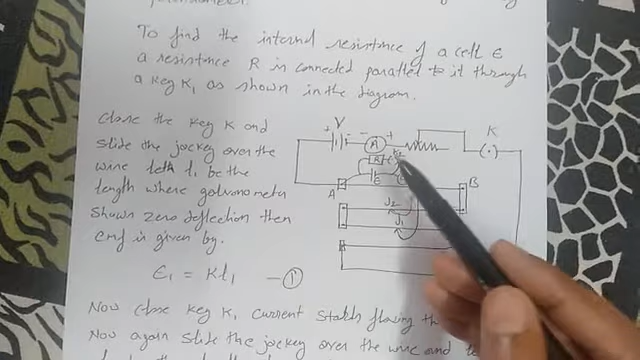 To find the internal resistance of a cell E
a resistance R is connected parallel to it through
a key K, as shown in the diagram.
Close the key K and
slide the jockey over the
wire let l1 be the
length where galvanometer
shown zero deflection then
emf is given by.
E1 = Kl1 — ①
Now close key K, current starts flowing
Now again slide the jockey over the wire and
V
+
-
A
+
K
R
E
A
B
J2
J1